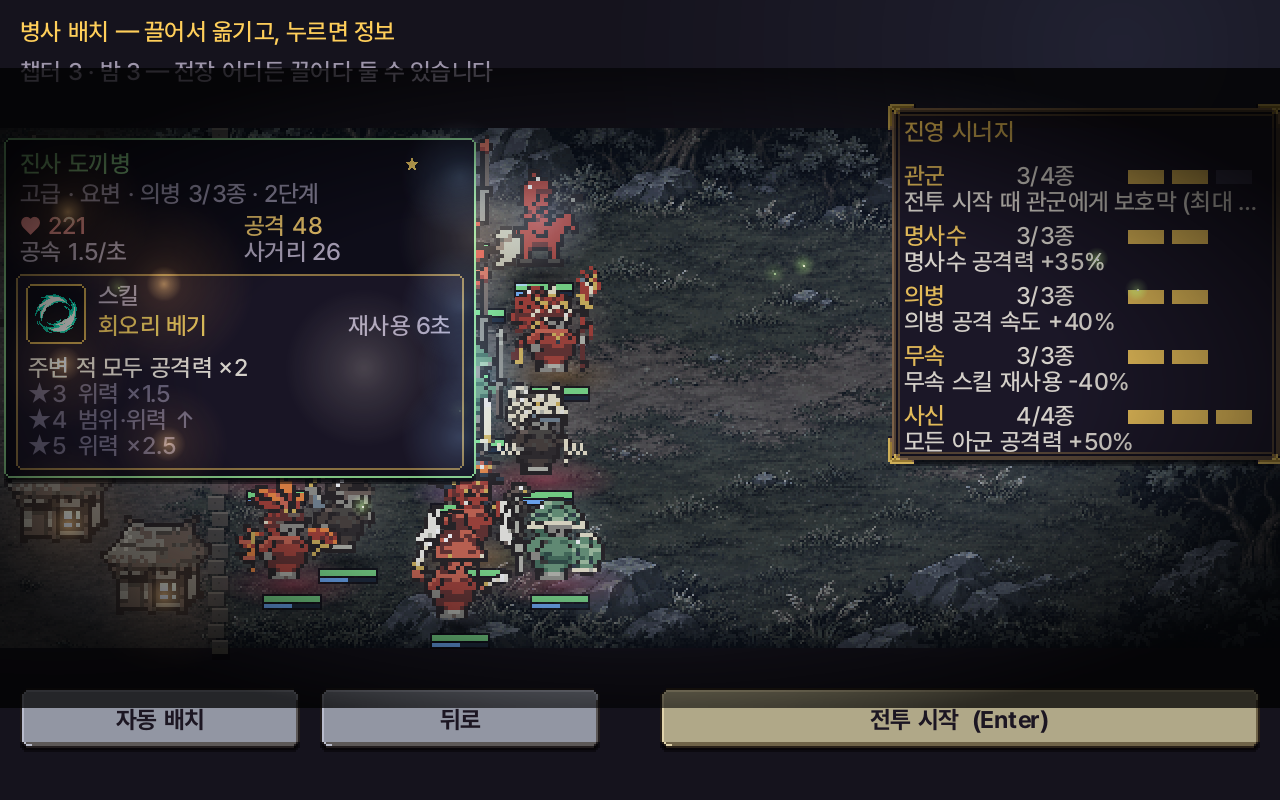 병사 배치 — 끌어서 옮기고, 누르면 정보
챕터 3 · 밤 3 — 전장 어디든 끌어다 둘 수 있습니다
진사 도끼병 ★
고급 · 요변 · 의병 3/3종 · 2단계
♥ 221 공격 48
공속 1.5/초 사거리 26
스킬
회오리 베기 재사용 6초
주변 적 모두 공격력 ×2
★3 위력 ×1.5
★4 범위·위력 ↑
★5 위력 ×2.5
진영 시너지
관군 3/4종
전투 시작 때 관군에게 보호막 (최대 ...
명사수 3/3종
명사수 공격력 +35%
의병 3/3종
의병 공격 속도 +40%
무속 3/3종
무속 스킬 재사용 -40%
사신 4/4종
모든 아군 공격력 +50%
자동 배치
뒤로
전투 시작 (Enter)